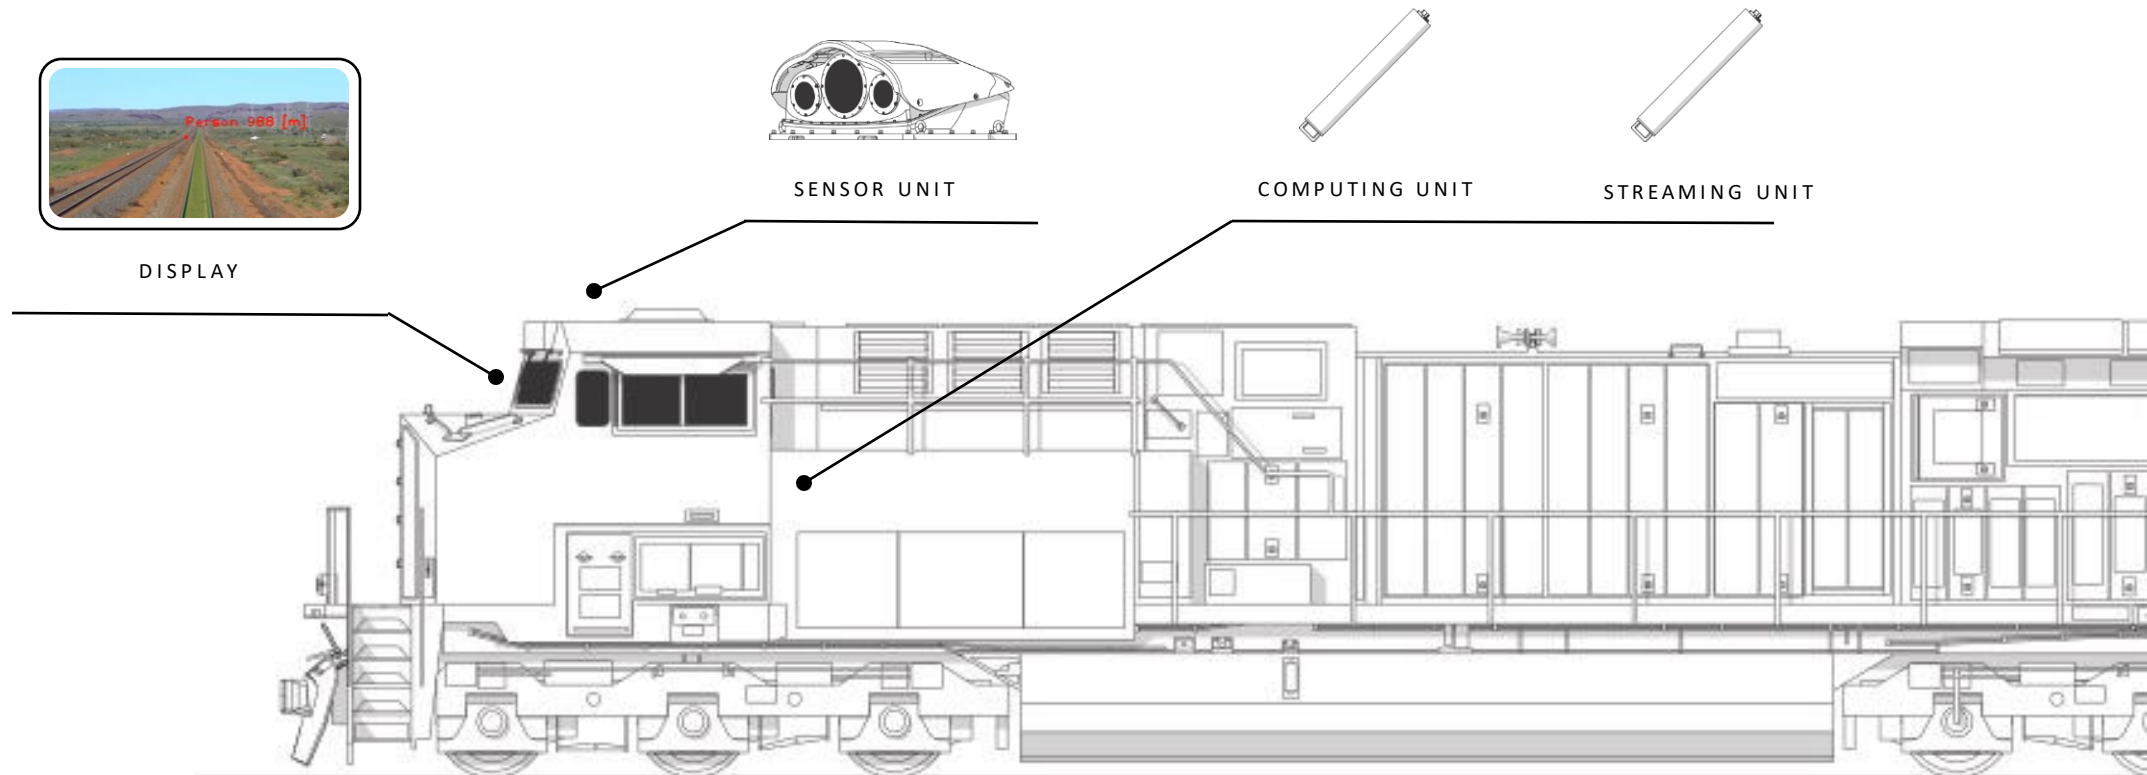 Person 988 [m]
DISPLAY
SENSOR UNIT
COMPUTING UNIT
STREAMING UNIT